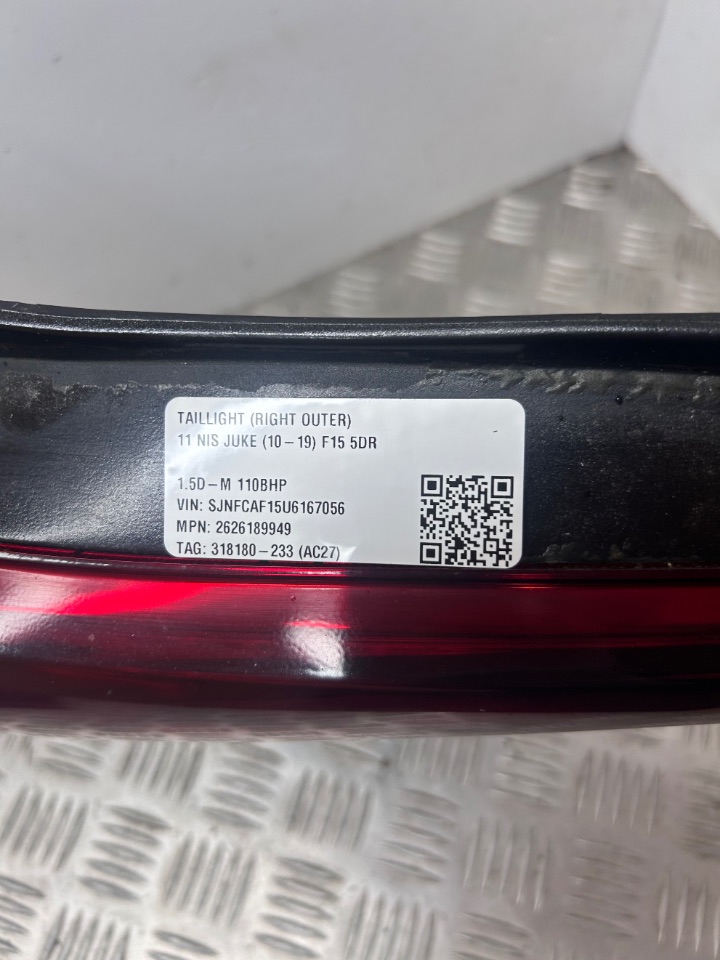 TAILLIGHT (RIGHT OUTER)
11 NIS JUKE (10-19) F15 5DR
1.5D-M 110BHP
VIN: SJNFCAF15U6167056
MPN: 2626189949
TAG: 318180-233 (AC27)